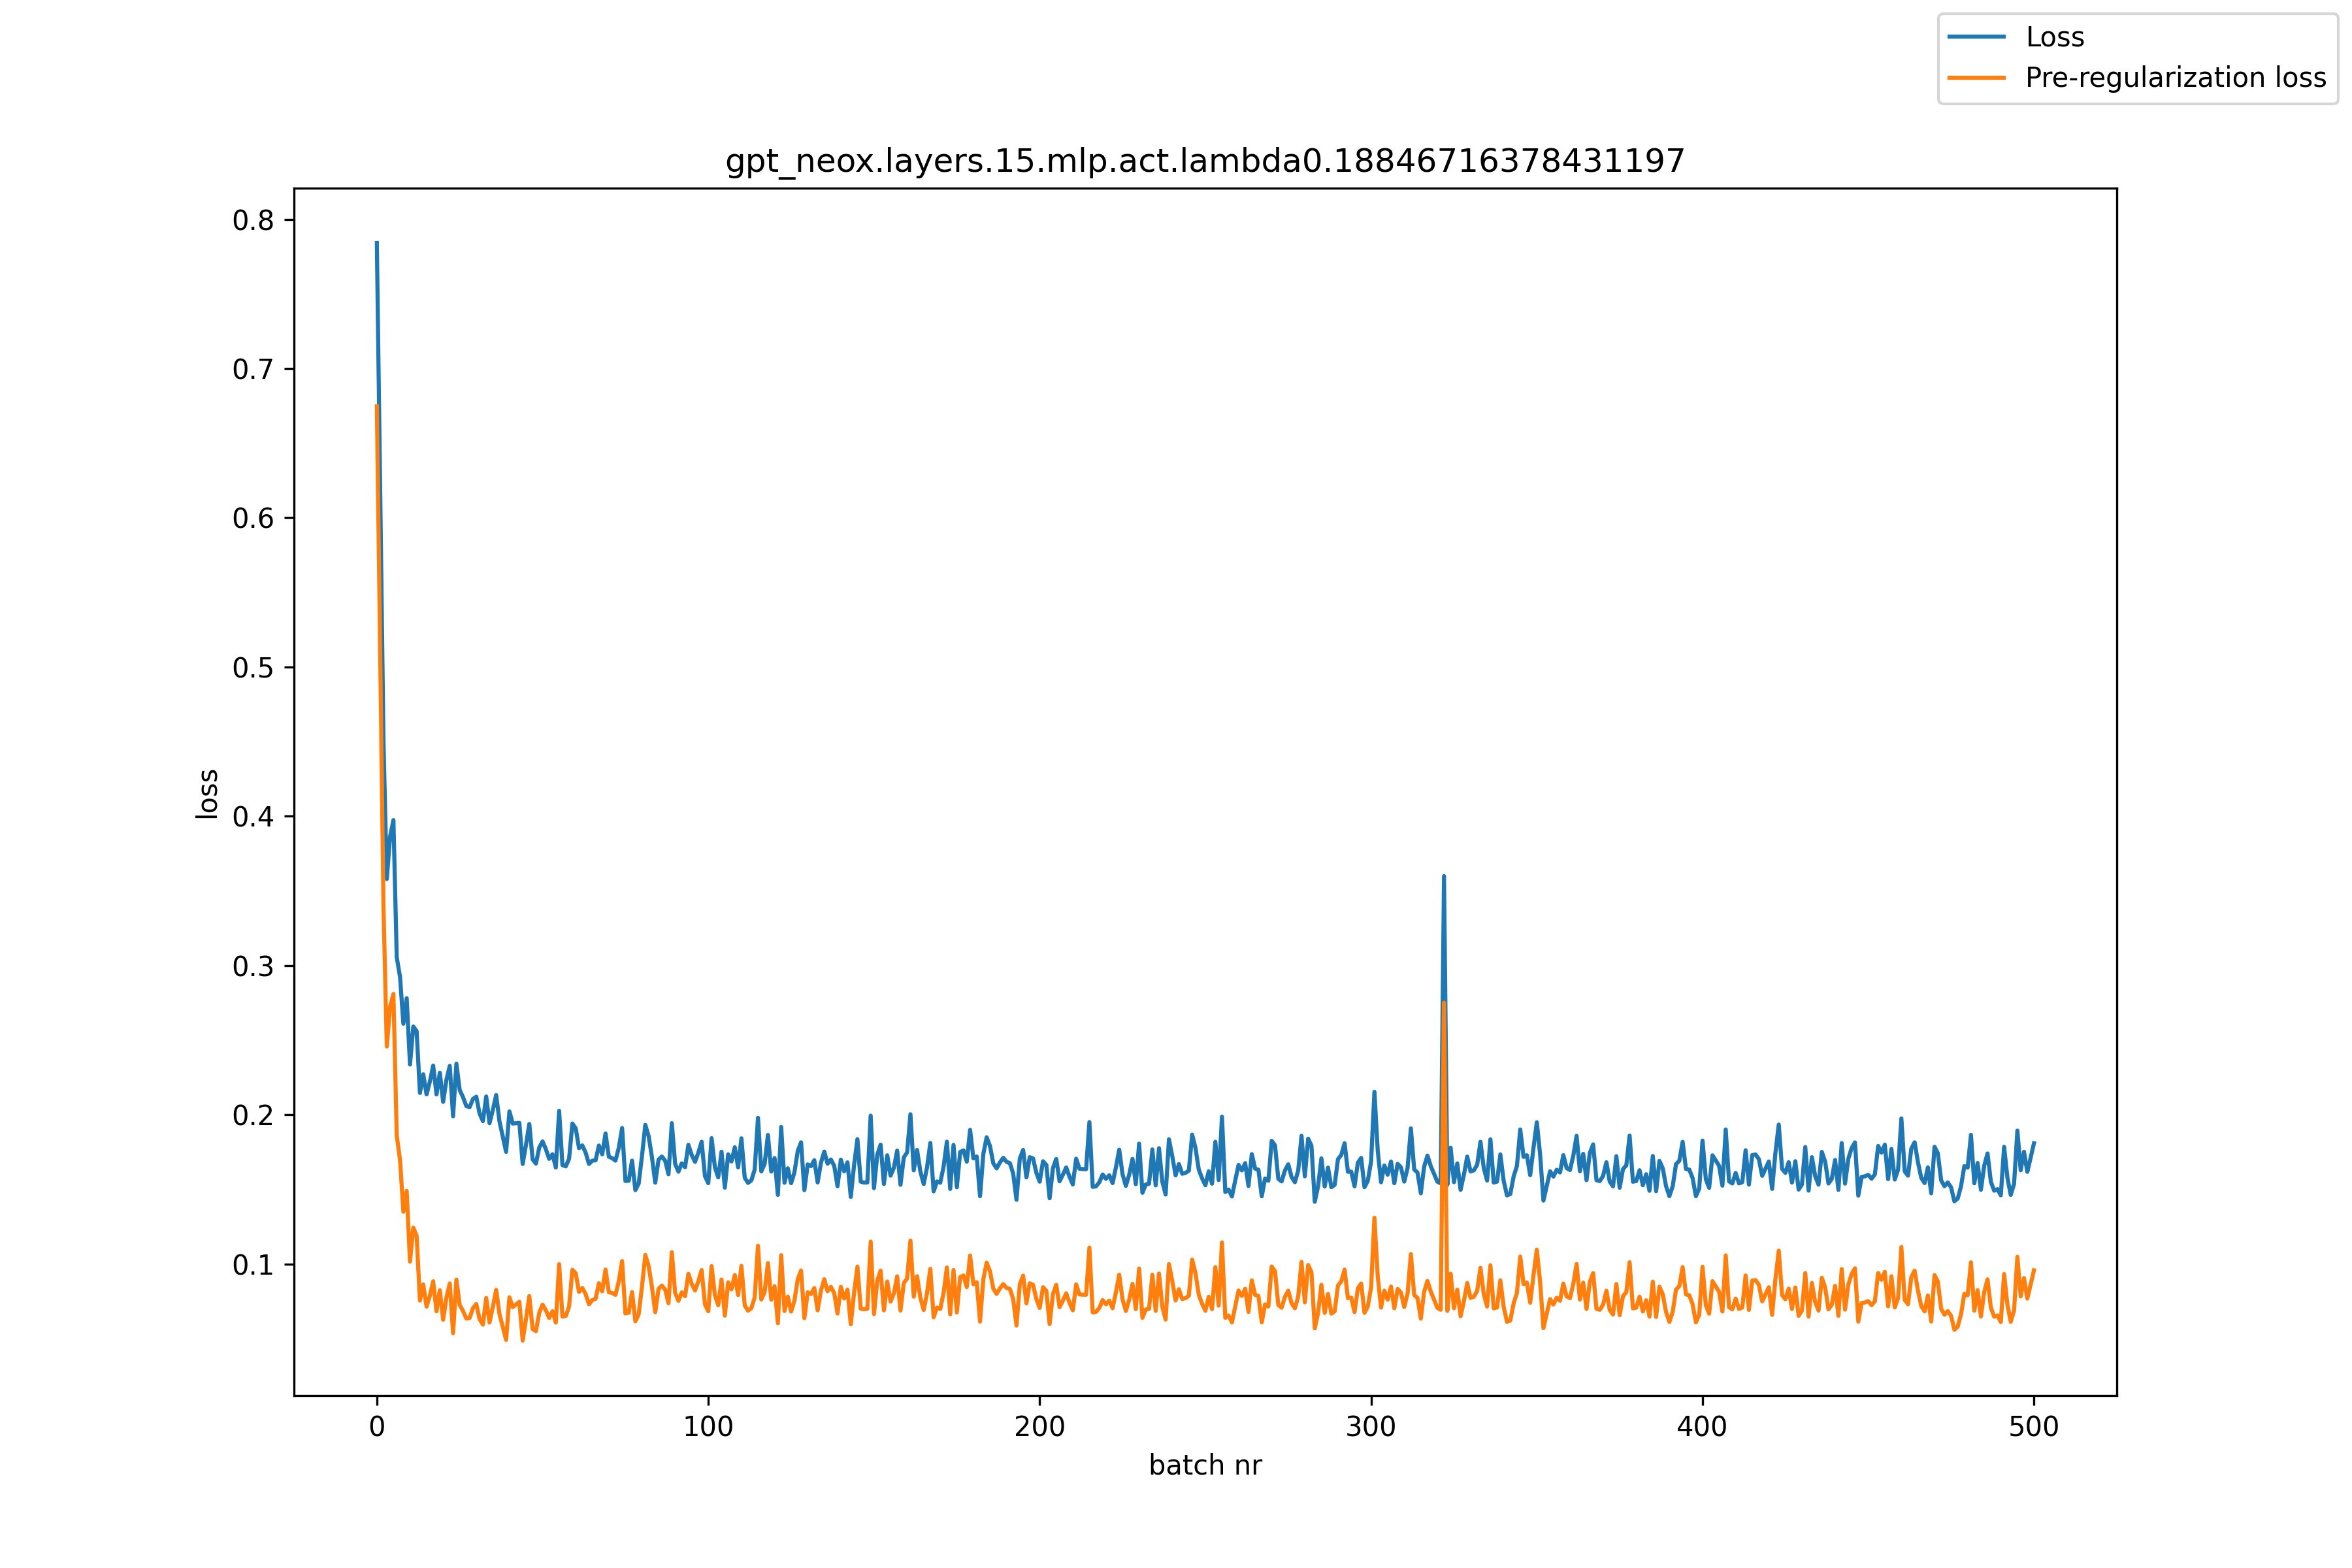 Loss
Pre-regularization loss
gpt_neox.layers.15.mlp.act.lambda0.18846716378431197
0.8
0.7
0.6
0.5
0.4
0.3
0.2
0.1
loss
0 100 200 300 400 500
batch nr